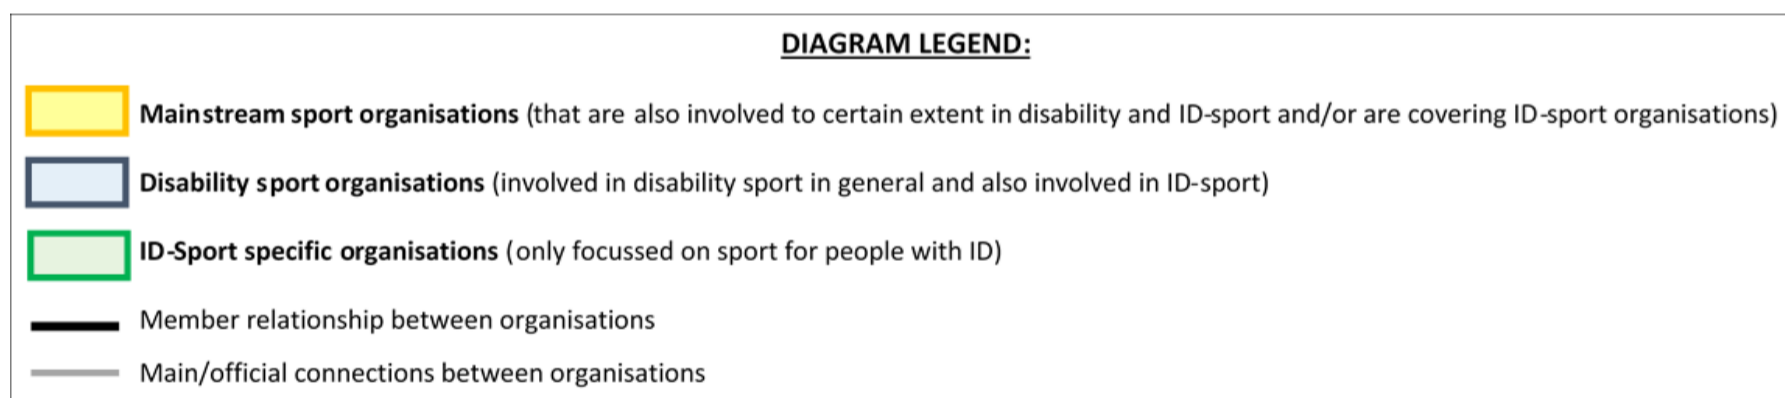 DIAGRAM LEGEND:
Mainstream sport organisations (that are also involved to certain extent in disability and ID-sport and/or are covering ID-sport organisations)
Disability sport organisations (involved in disability sport in general and also involved in ID-sport)
ID-Sport specific organisations (only focussed on sport for people with ID)
Member relationship between organisations
Main/official connections between organisations